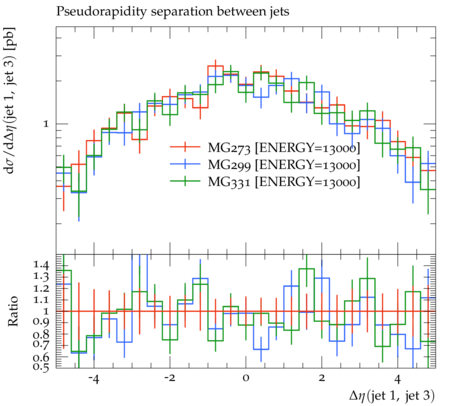 Pseudorapidity separation between jets
dσ/dΔη(jet 1, jet 3) [pb]
1
MG273 [ENERGY=13000]
MG299 [ENERGY=13000]
MG331 [ENERGY=13000]
Ratio
1.4
1.3
1.2
1.1
1
0.9
0.8
0.7
0.6
0.5
-4 -2 0 2 4
Δη(jet 1, jet 3)